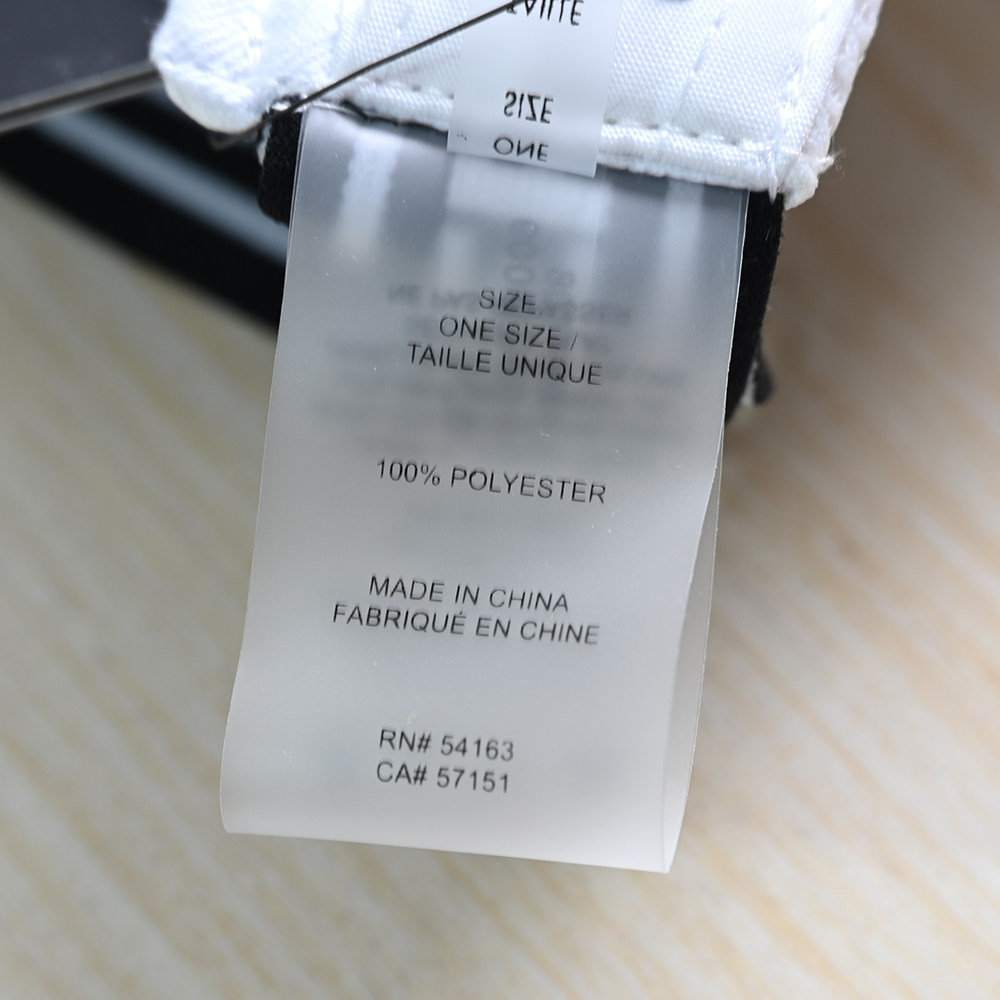 TAILLE
SIZE
ONE
SIZE.
ONE SIZE /
TAILLE UNIQUE
100% POLYESTER
MADE IN CHINA
FABRIQUÉ EN CHINE
RN# 54163
CA# 57151